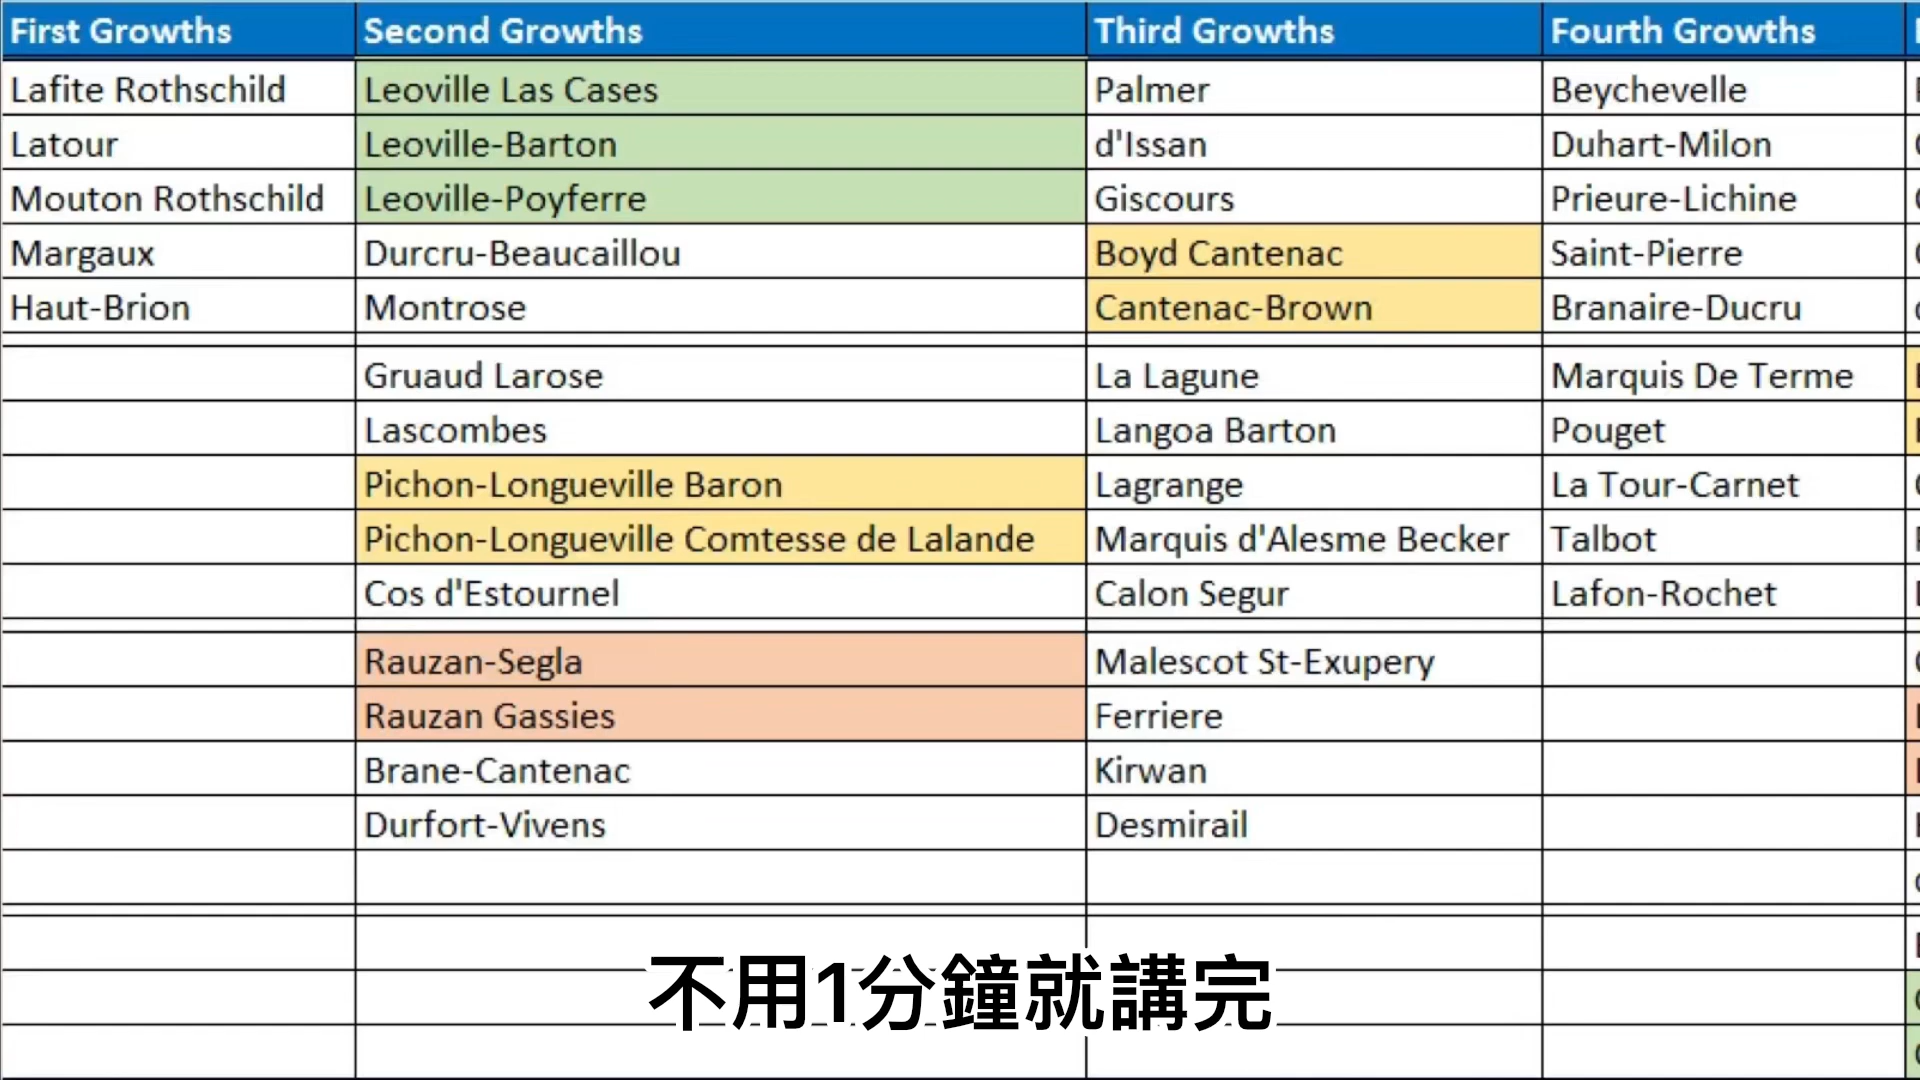 First Growths Second Growths Third Growths Fourth Growths
Lafite Rothschild Leoville Las Cases Palmer Beychevelle
Latour Leoville-Barton d'Issan Duhart-Milon
Mouton Rothschild Leoville-Poyferre Giscours Prieure-Lichine
Margaux Durcru-Beaucaillou Boyd Cantenac Saint-Pierre
Haut-Brion Montrose Cantenac-Brown Branaire-Ducru
Gruaud Larose La Lagune Marquis De Terme
Lascombes Langoa Barton Pouget
Pichon-Longueville Baron Lagrange La Tour-Carnet
Pichon-Longueville Comtesse de Lalande Marquis d'Alesme Becker Talbot
Cos d'Estournel Calon Segur Lafon-Rochet
Rauzan-Segla Malescot St-Exupery
Rauzan Gassies Ferriere
Brane-Cantenac Kirwan
Durfort-Vivens Desmirail
不用1分鐘就講完